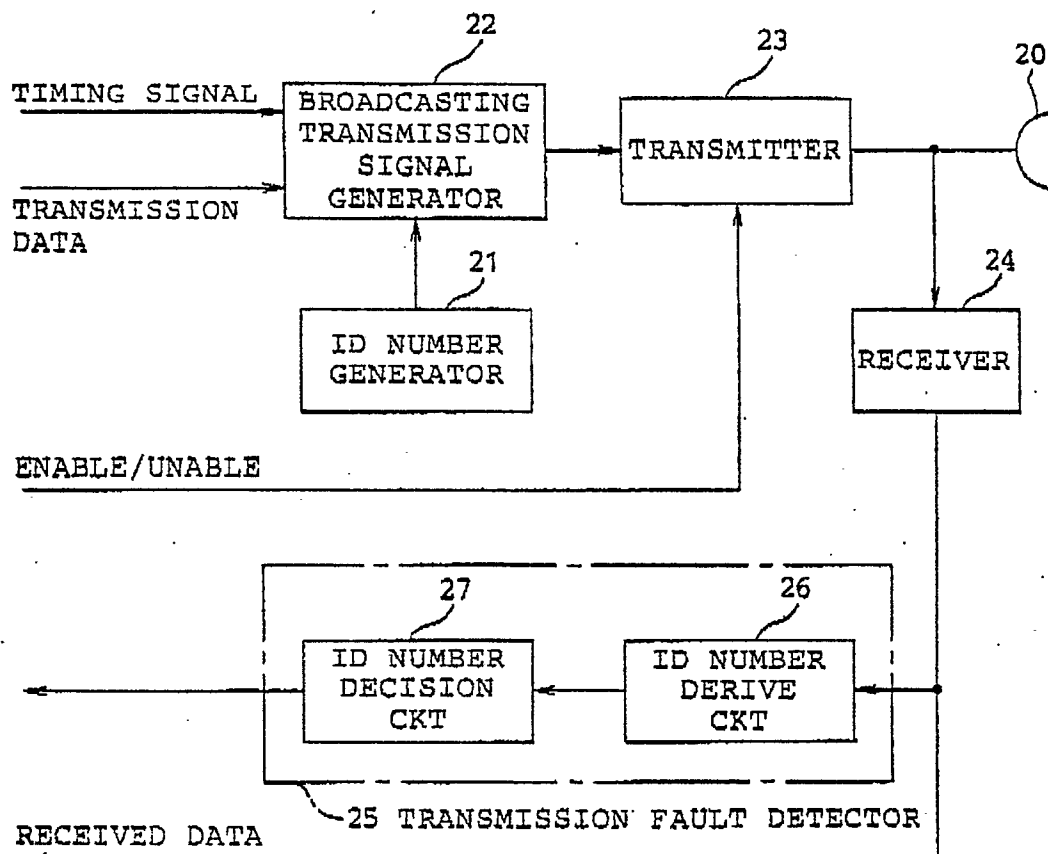 22
23
20
TIMING SIGNAL
BROADCASTING
TRANSMISSION
SIGNAL
GENERATOR
TRANSMITTER
TRANSMISSION
DATA
21
24
ID NUMBER
GENERATOR
RECEIVER
ENABLE/UNABLE
27
26
ID NUMBER
DECISION
CKT
ID NUMBER
DERIVE
CKT
25 TRANSMISSION FAULT DETECTOR
RECEIVED DATA